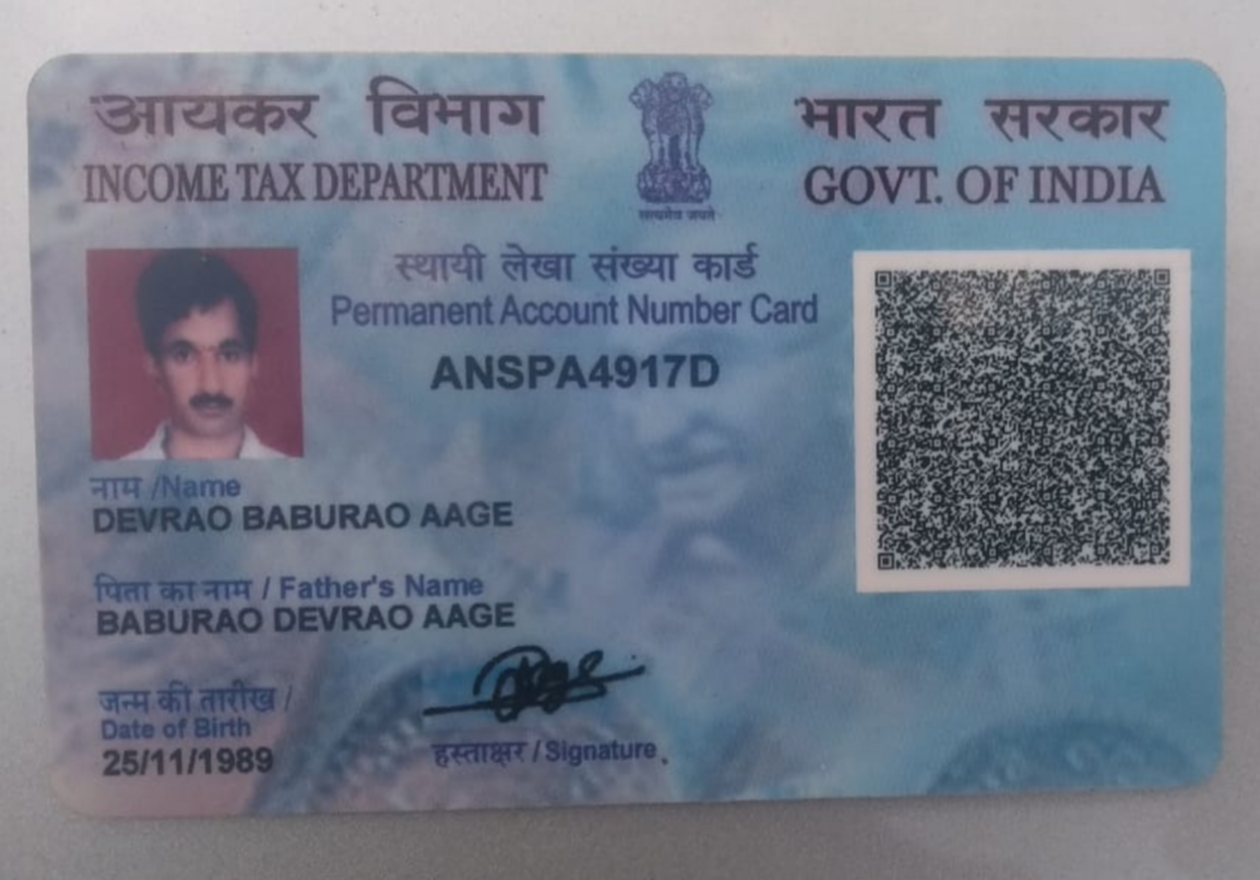 आयकर विभाग
INCOME TAX DEPARTMENT
सत्यमेव जयते
भारत सरकार
GOVT. OF INDIA
स्थायी लेखा संख्या कार्ड
Permanent Account Number Card
ANSPA4917D
नाम /Name
DEVRAO BABURAO AAGE
पिता का नाम / Father's Name
BABURAO DEVRAO AAGE
जन्म की तारीख /
Date of Birth
25/11/1989
हस्ताक्षर / Signature